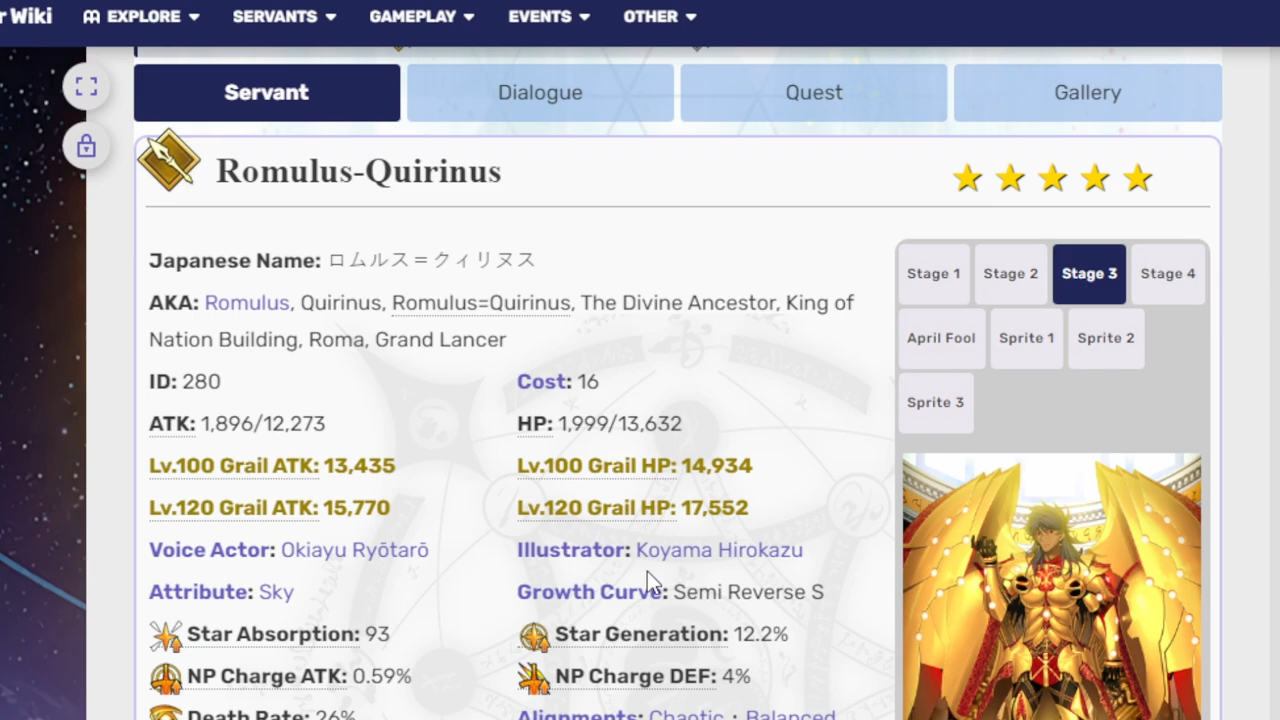 r Wiki EXPLORE SERVANTS GAMEPLAY EVENTS OTHER
Servant Dialogue Quest Gallery
Romulus-Quirinus
Japanese Name: ロムルス＝クィリヌス
AKA: Romulus, Quirinus, Romulus=Quirinus, The Divine Ancestor, King of
Nation Building, Roma, Grand Lancer
ID: 280 Cost: 16
ATK: 1,896/12,273 HP: 1,999/13,632
Lv.100 Grail ATK: 13,435 Lv.100 Grail HP: 14,934
Lv.120 Grail ATK: 15,770 Lv.120 Grail HP: 17,552
Voice Actor: Okiayu Ryōtarō Illustrator: Koyama Hirokazu
Attribute: Sky Growth Curve: Semi Reverse S
Star Absorption: 93 Star Generation: 12.2%
NP Charge ATK: 0.59% NP Charge DEF: 4%
Death Rate: 26% Alignments: Chaotic・Balanced
Stage 1 Stage 2 Stage 3 Stage 4
April Fool Sprite 1 Sprite 2
Sprite 3